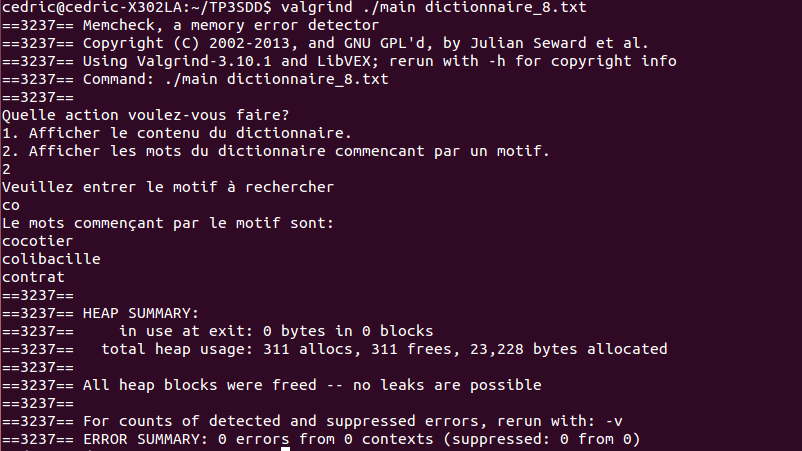 cedric@cedric-X302LA:~/TP3SDD$ valgrind ./main dictionnaire_8.txt
==3237== Memcheck, a memory error detector
==3237== Copyright (C) 2002-2013, and GNU GPL'd, by Julian Seward et al.
==3237== Using Valgrind-3.10.1 and LibVEX; rerun with -h for copyright info
==3237== Command: ./main dictionnaire_8.txt
==3237==
Quelle action voulez-vous faire?
1. Afficher le contenu du dictionnaire.
2. Afficher les mots du dictionnaire commencant par un motif.
2
Veuillez entrer le motif à rechercher
co
Le mots commençant par le motif sont:
cocotier
colibacille
contrat
==3237==
==3237== HEAP SUMMARY:
==3237==     in use at exit: 0 bytes in 0 blocks
==3237==   total heap usage: 311 allocs, 311 frees, 23,228 bytes allocated
==3237==
==3237== All heap blocks were freed -- no leaks are possible
==3237==
==3237== For counts of detected and suppressed errors, rerun with: -v
==3237== ERROR SUMMARY: 0 errors from 0 contexts (suppressed: 0 from 0)